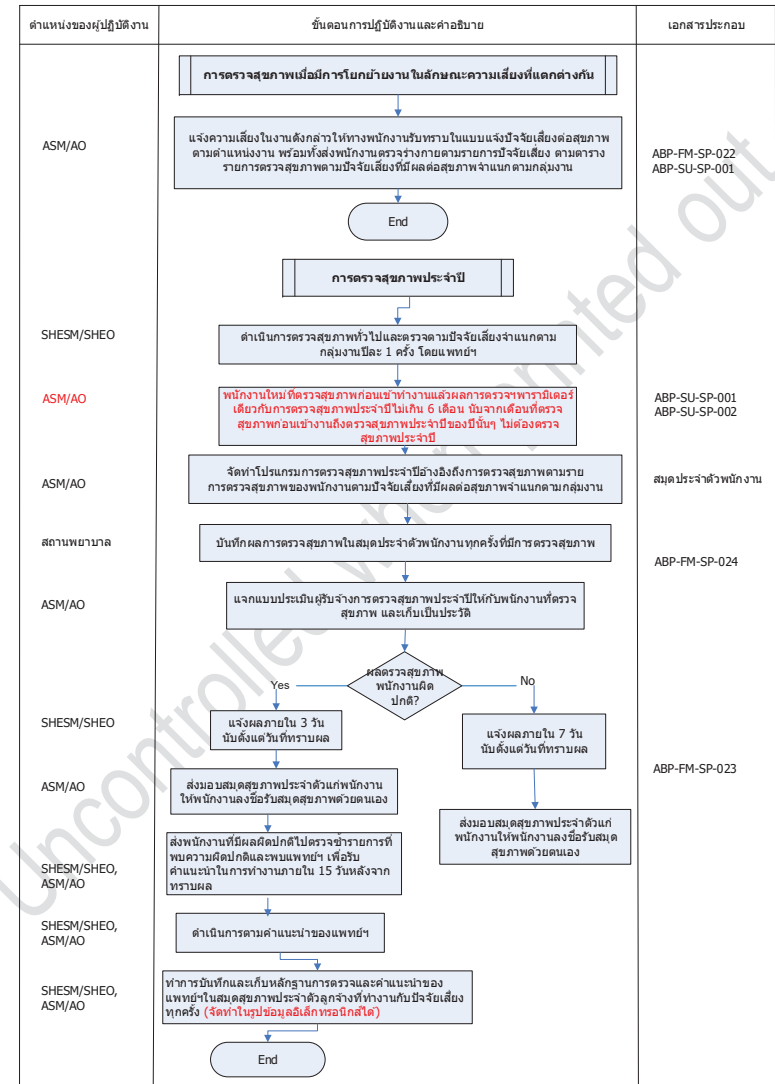 ตำแหน่งของผู้ปฏิบัติงาน
ขั้นตอนการปฏิบัติงานและคำอธิบาย
เอกสารประกอบ
การตรวจสุขภาพเมื่อมีการโยกย้ายงานในลักษณะความเสี่ยงที่แตกต่างกัน
ASM/AO
แจ้งความเสี่ยงในงานดังกล่าวให้ทางพนักงานรับทราบในแบบแจ้งปัจจัยเสี่ยงต่อสุขภาพ
ตามตำแหน่งงาน พร้อมทั้งส่งพนักงานตรวจร่างกายตามรายการปัจจัยเสี่ยง ตามตาราง
รายการตรวจสุขภาพตามปัจจัยเสี่ยงที่มีผลต่อสุขภาพจำแนกตามกลุ่มงาน
ABP-FM-SP-022
ABP-SU-SP-001
End
การตรวจสุขภาพประจำปี
SHESM/SHEO
ดำเนินการตรวจสุขภาพทั่วไปและตรวจตามปัจจัยเสี่ยงจำแนกตาม
กลุ่มงานปีละ 1 ครั้ง โดยแพทย์ฯ
ASM/AO
พนักงานใหม่ที่ตรวจสุขภาพก่อนเข้าทำงานแล้วผลการตรวจฯพารามิเตอร์
เดียวกับการตรวจสุขภาพประจำปีไม่เกิน 6 เดือน นับจากเดือนที่ตรวจ
สุขภาพก่อนเข้างานถึงตรวจสุขภาพประจำปีของปีนั้นๆ ไม่ต้องตรวจ
สุขภาพประจำปี
ABP-SU-SP-001
ABP-SU-SP-002
ASM/AO
จัดทำโปรแกรมการตรวจสุขภาพประจำปีอ้างอิงถึงการตรวจสุขภาพตามราย
การตรวจสุขภาพของพนักงานตามปัจจัยเสี่ยงที่มีผลต่อสุขภาพจำแนกตามกลุ่มงาน
สมุดประจำตัวพนักงาน
สถานพยาบาล
บันทึกผลการตรวจสุขภาพในสมุดประจำตัวพนักงานทุกครั้งที่มีการตรวจสุขภาพ
ABP-FM-SP-024
ASM/AO
แจกแบบประเมินผู้รับจ้างการตรวจสุขภาพประจำปีให้กับพนักงานที่ตรวจ
สุขภาพ และเก็บเป็นประวัติ
ผลตรวจสุขภาพ
พนักงานผิด
ปกติ?
Yes
No
SHESM/SHEO
แจ้งผลภายใน 3 วัน
นับตั้งแต่วันที่ทราบผล
แจ้งผลภายใน 7 วัน
นับตั้งแต่วันที่ทราบผล
ABP-FM-SP-023
ASM/AO
ส่งมอบสมุดสุขภาพประจำตัวแก่พนักงาน
ให้พนักงานลงชื่อรับสมุดสุขภาพด้วยตนเอง
ส่งมอบสมุดสุขภาพประจำตัวแก่
พนักงานให้พนักงานลงชื่อรับสมุด
สุขภาพด้วยตนเอง
SHESM/SHEO,
ASM/AO
ส่งพนักงานที่มีผลผิดปกติไปตรวจซ้ำรายการที่
พบความผิดปกติและพบแพทย์ฯ เพื่อรับ
คำแนะนำในการทำงานภายใน 15 วันหลังจาก
ทราบผล
SHESM/SHEO,
ASM/AO
ดำเนินการตามคำแนะนำของแพทย์ฯ
SHESM/SHEO,
ASM/AO
ทำการบันทึกและเก็บหลักฐานการตรวจและคำแนะนำของ
แพทย์ฯในสมุดสุขภาพประจำตัวลูกจ้างที่ทำงานกับปัจจัยเสี่ยง
ทุกครั้ง (จัดทำในรูปข้อมูลอิเล็กทรอนิกส์ได้)
End
Uncontrolled when printed out